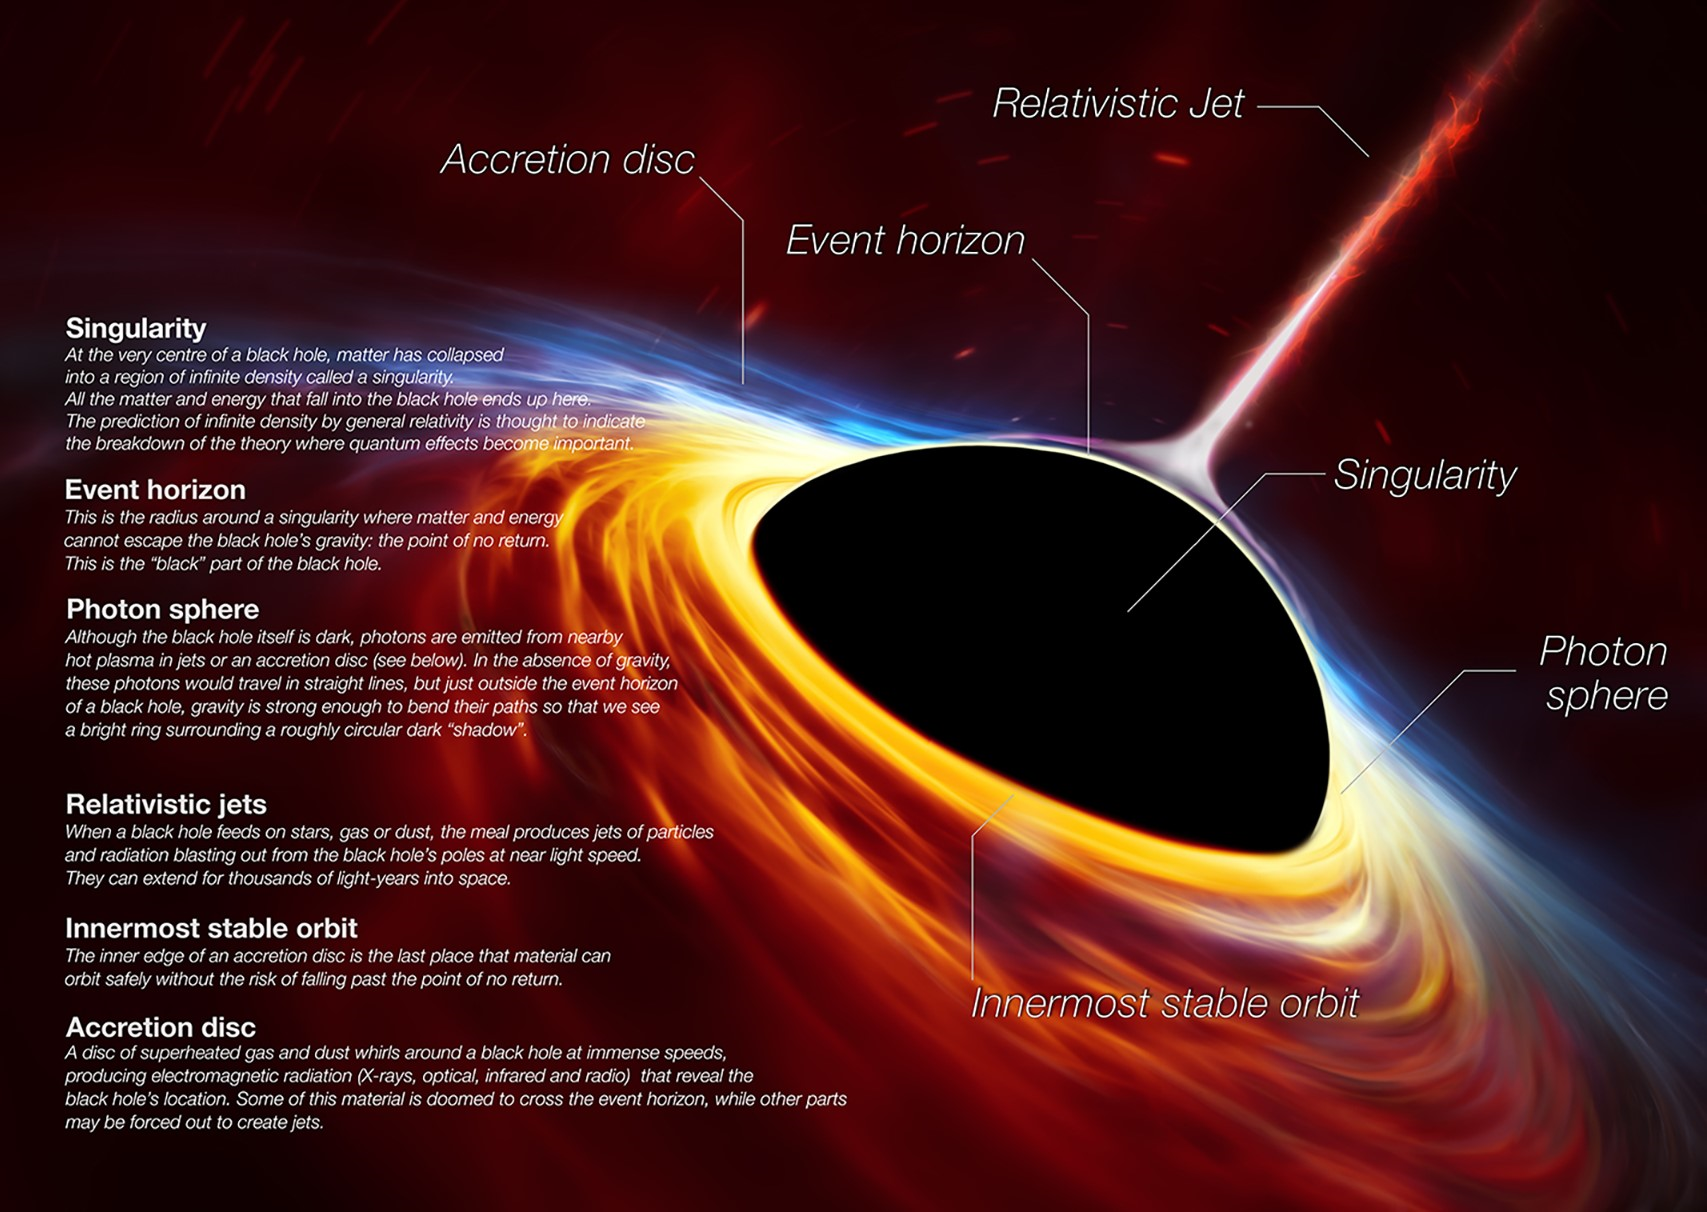 Relativistic Jet
Accretion disc
Event horizon
Singularity
At the very centre of a black hole, matter has collapsed
into a region of infinite density called a singularity.
All the matter and energy that fall into the black hole ends up here.
The prediction of infinite density by general relativity is thought to indicate
the breakdown of the theory where quantum effects become important.
Event horizon
This is the radius around a singularity where matter and energy
cannot escape the black hole’s gravity: the point of no return.
This is the “black” part of the black hole.
Photon sphere
Although the black hole itself is dark, photons are emitted from nearby
hot plasma in jets or an accretion disc (see below). In the absence of gravity,
these photons would travel in straight lines, but just outside the event horizon
of a black hole, gravity is strong enough to bend their paths so that we see
a bright ring surrounding a roughly circular dark “shadow”.
Relativistic jets
When a black hole feeds on stars, gas or dust, the meal produces jets of particles
and radiation blasting out from the black hole’s poles at near light speed.
They can extend for thousands of light-years into space.
Innermost stable orbit
The inner edge of an accretion disc is the last place that material can
orbit safely without the risk of falling past the point of no return.
Accretion disc
A disc of superheated gas and dust whirls around a black hole at immense speeds,
producing electromagnetic radiation (X-rays, optical, infrared and radio) that reveal the
black hole’s location. Some of this material is doomed to cross the event horizon, while other parts
may be forced out to create jets.
Singularity
Photon
sphere
Innermost stable orbit